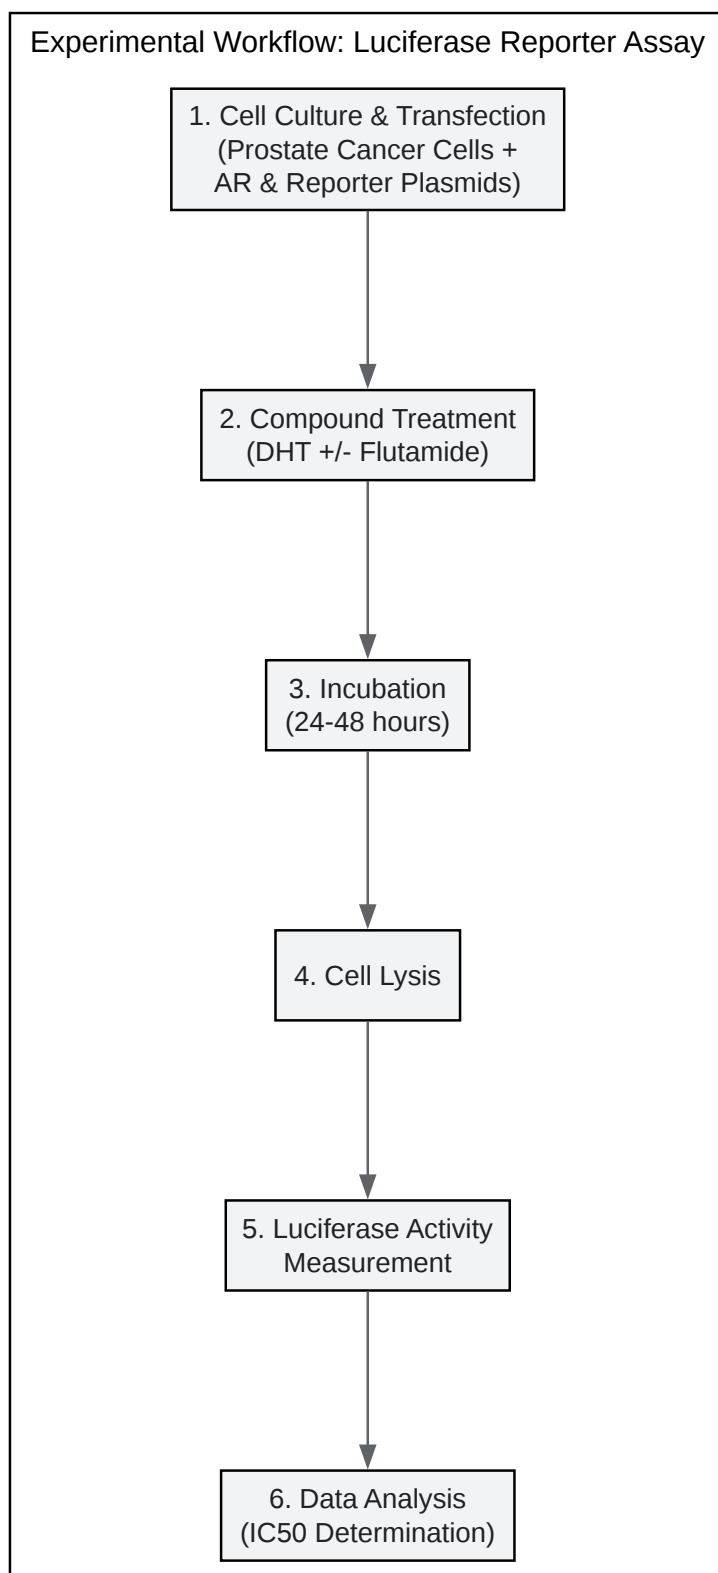 Experimental Workflow: Luciferase Reporter Assay
1. Cell Culture & Transfection
(Prostate Cancer Cells +
AR & Reporter Plasmids)
2. Compound Treatment
(DHT +/- Flutamide)
3. Incubation
(24-48 hours)
4. Cell Lysis
5. Luciferase Activity
Measurement
6. Data Analysis
(IC50 Determination)